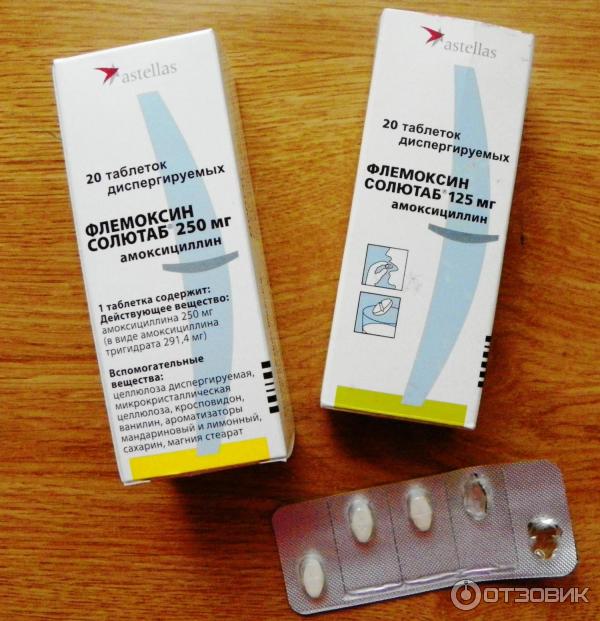 astellas
20 таблеток
диспергируемых
ФЛЕМОКСИН
СОЛЮТАБ® 250 мг
амоксициллин
1 таблетка содержит:
Действующее вещество:
амоксициллина 250 мг
(в виде амоксициллина
тригидрата 291,4 мг)
Вспомогательные
вещества:
целлюлоза диспергируемая,
микрокристаллическая
целлюлоза, кросповидон,
ванилин, ароматизаторы
мандариновый и лимонный,
сахарин, магния стеарат
astellas
20 таблеток
диспергируемых
ФЛЕМОКСИН
СОЛЮТАБ® 125 мг
амоксициллин
ОТЗОВИК